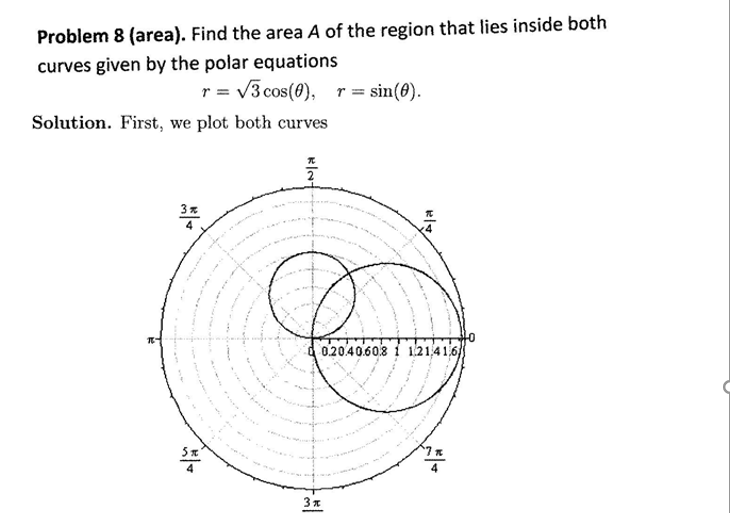 Problem 8 (area). Find the area A of the region that lies inside both
curves given by the polar equations
r = √3 cos(θ), r = sin(θ).
Solution. First, we plot both curves
π/2
3π/4
π/4
π
0
0 0.2 0.4 0.6 0.8 1 1.2 1.4 1.6
5π/4
7π/4
3π